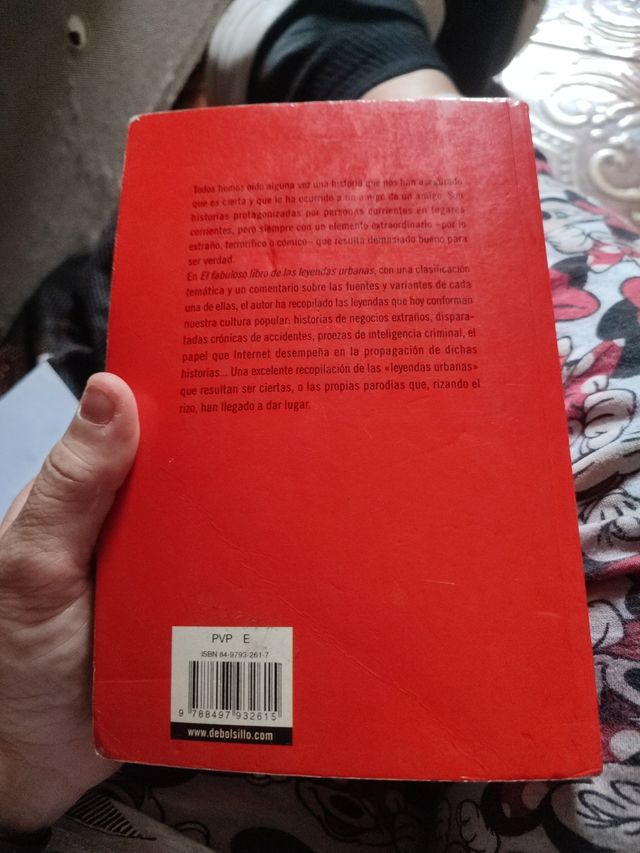 Todos hemos oído alguna vez una historia que nos han asegurado
que es cierta y que le ha ocurrido a un amigo de un amigo. Son
historias protagonizadas por personas corrientes en lugares
corrientes, pero siempre con un elemento extraordinario –por lo
extraño, terrorífico o cómico– que resulta demasiado bueno para
ser verdad.
En El fabuloso libro de las leyendas urbanas, con una clasificación
temática y un comentario sobre las fuentes y variantes de cada
una de ellas, el autor ha recopilado las leyendas que hoy conforman
nuestra cultura popular: historias de negocios extraños, dispara-
tadas crónicas de accidentes, proezas de inteligencia criminal, el
papel que Internet desempeña en la propagación de dichas
historias... Una excelente recopilación de las «leyendas urbanas»
que resultan ser ciertas, o las propias parodias que, rizando el
rizo, han llegado a dar lugar.
PVP E
ISBN 84-9793-261-7
9 788497 932615
www.debolsillo.com